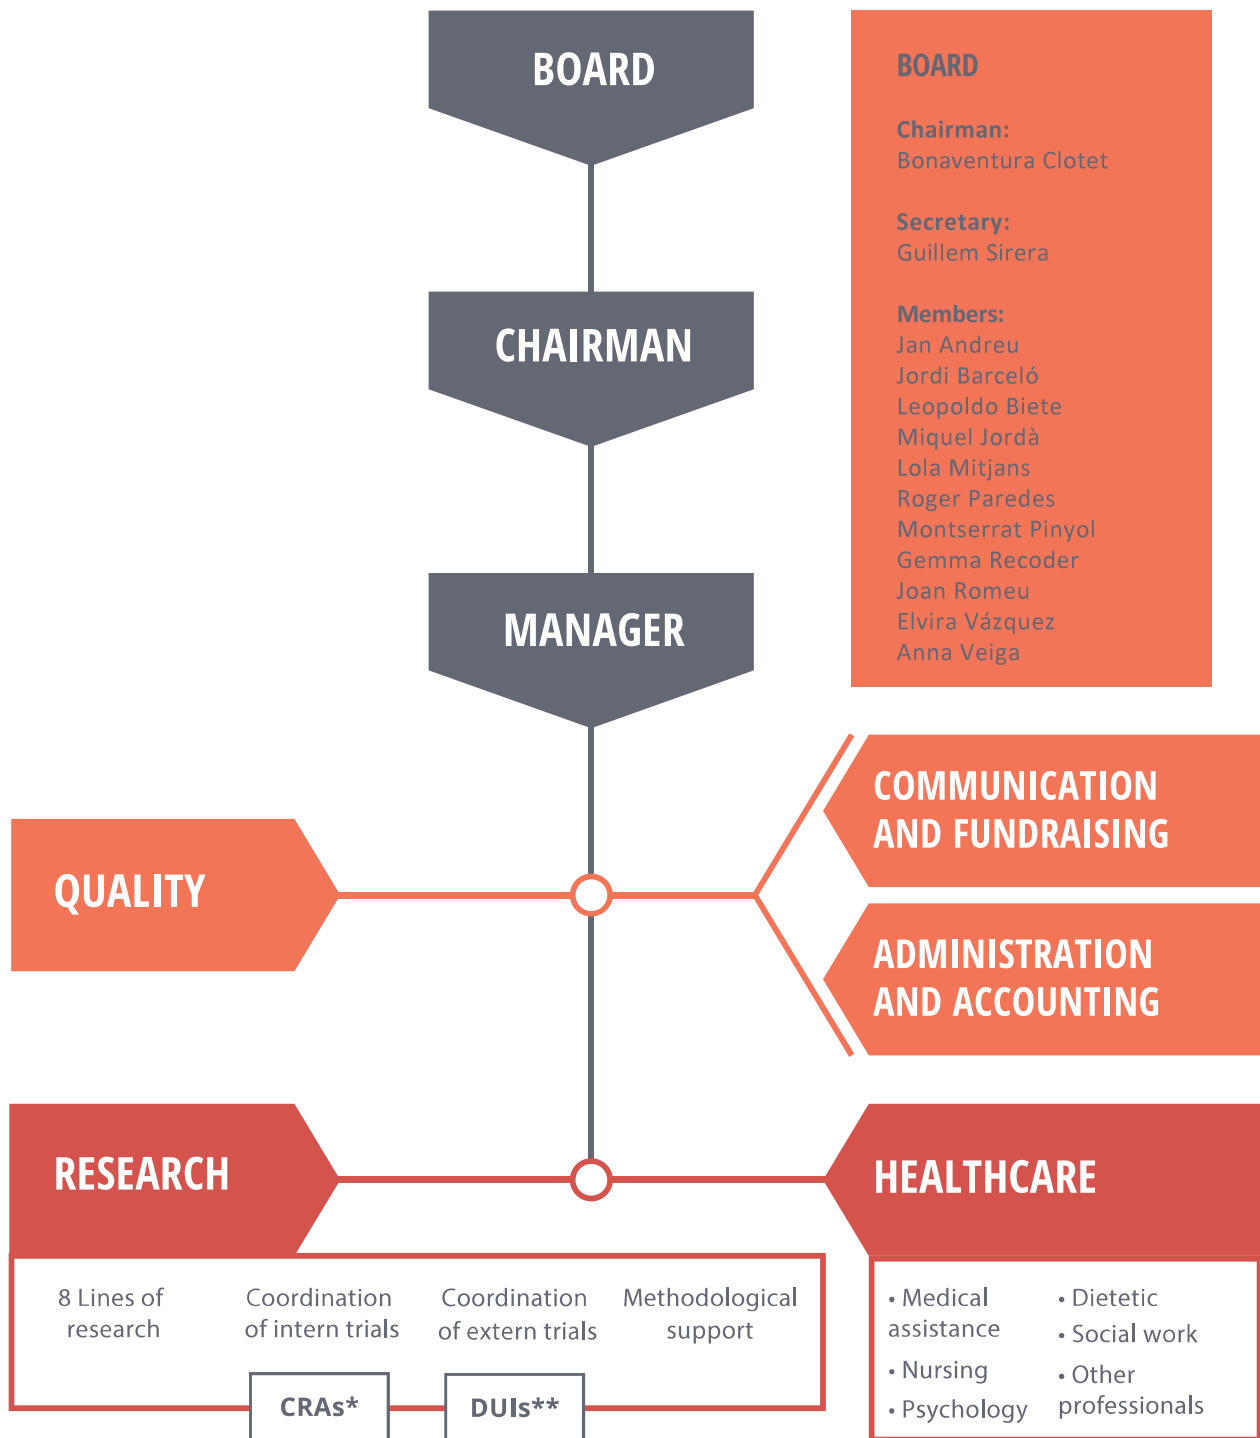 BOARD
CHAIRMAN
MANAGER
BOARD
Chairman:
Bonaventura Clotet
Secretary:
Guillem Sirera
Members:
Jan Andreu
Jordi Barceló
Leopoldo Biete
Miquel Jordà
Lola Mitjans
Roger Paredes
Montserrat Pinyol
Gemma Recoder
Joan Romeu
Elvira Vázquez
Anna Veiga
QUALITY
COMMUNICATION
AND FUNDRAISING
ADMINISTRATION
AND ACCOUNTING
RESEARCH
8 Lines of
research
Coordination
of intern trials
Coordination
of extern trials
Methodological
support
CRAs*
DUIs**
HEALTHCARE
• Medical
assistance
• Nursing
• Psychology
• Dietetic
• Social work
• Other
professionals